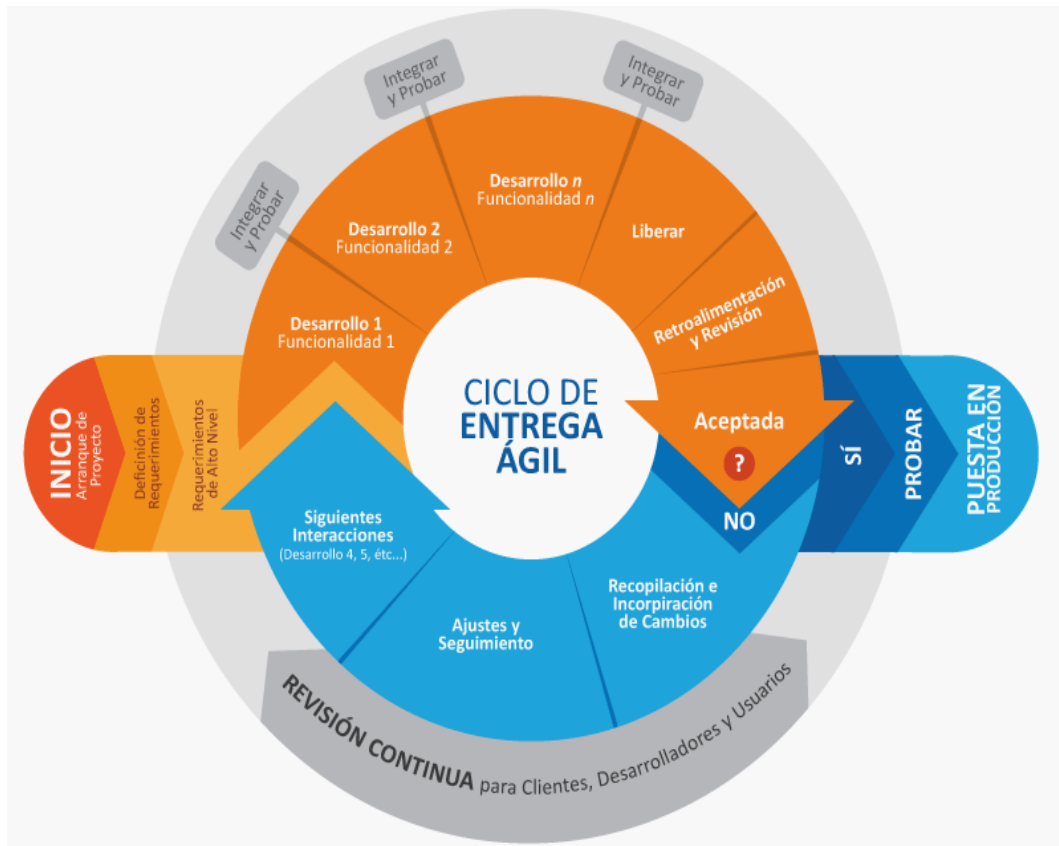 INICIO
Arranque de
Proyecto
Defininión de
Requerimientos
Requerimientos
de Alto Nivel
Desarrollo 1
Funcionalidad 1
Integrar
y Probar
Desarrollo 2
Funcionalidad 2
Integrar
y Probar
Desarrollo n
Funcionalidad n
Integrar
y Probar
Liberar
Retroalimentación
y Revisión
Aceptada
?
SÍ
PROBAR
PUESTA EN
PRODUCCIÓN
NO
Recopilación e
Incorpiración
de Cambios
Ajustes y
Seguimiento
Siguientes
Interacciones
(Desarrollo 4, 5, étc...)
CICLO DE
ENTREGA
ÁGIL
REVISIÓN CONTINUA para Clientes, Desarrolladores y Usuarios